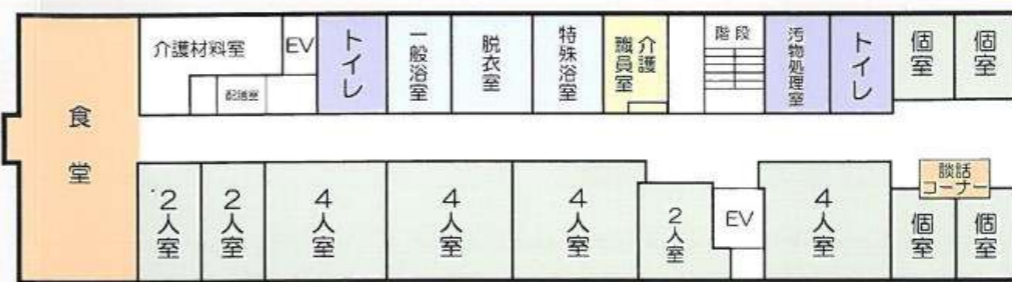 食堂
介護材料室
配膳室
EV
トイレ
一般浴室
脱衣室
特殊浴室
介護
職員室
階段
汚物処理室
トイレ
個室
個室
2人室
2人室
4人室
4人室
4人室
2人室
EV
4人室
談話
コーナー
個室
個室